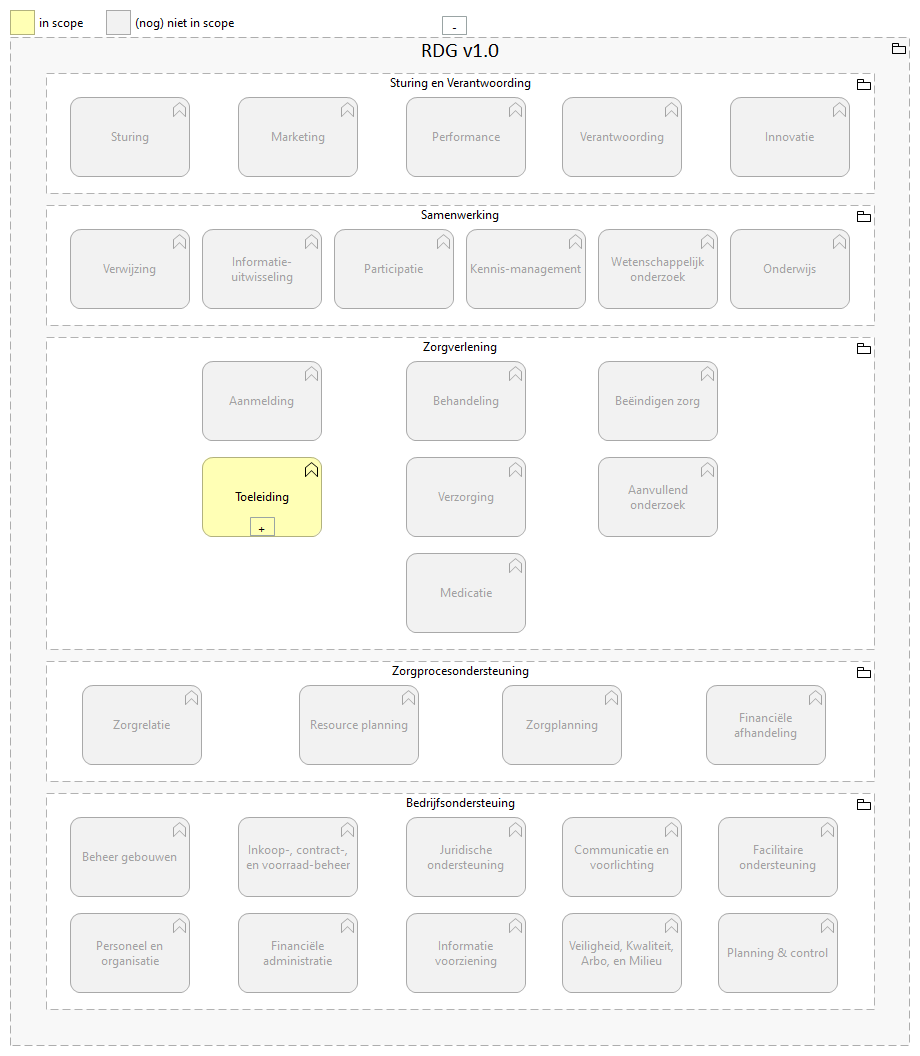 in scope
(nog) niet in scope
-
RDG v1.0
Sturing en Verantwoording
Sturing
Marketing
Performance
Verantwoording
Innovatie
Samenwerking
Verwijzing
Informatie-
uitwisseling
Participatie
Kennis-management
Wetenschappelijk
onderzoek
Onderwijs
Zorgverlening
Aanmelding
Behandeling
Beëindigen zorg
Toeleiding
+
Verzorging
Aanvullend
onderzoek
Medicatie
Zorgprocesondersteuning
Zorgrelatie
Resource planning
Zorgplanning
Financiële
afhandeling
Bedrijfsondersteuing
Beheer gebouwen
Inkoop-, contract-,
en voorraad-beheer
Juridische
ondersteuning
Communicatie en
voorlichting
Facilitaire
ondersteuning
Personeel en
organisatie
Financiële
administratie
Informatie
voorziening
Veiligheid, Kwaliteit,
Arbo, en Milieu
Planning & control